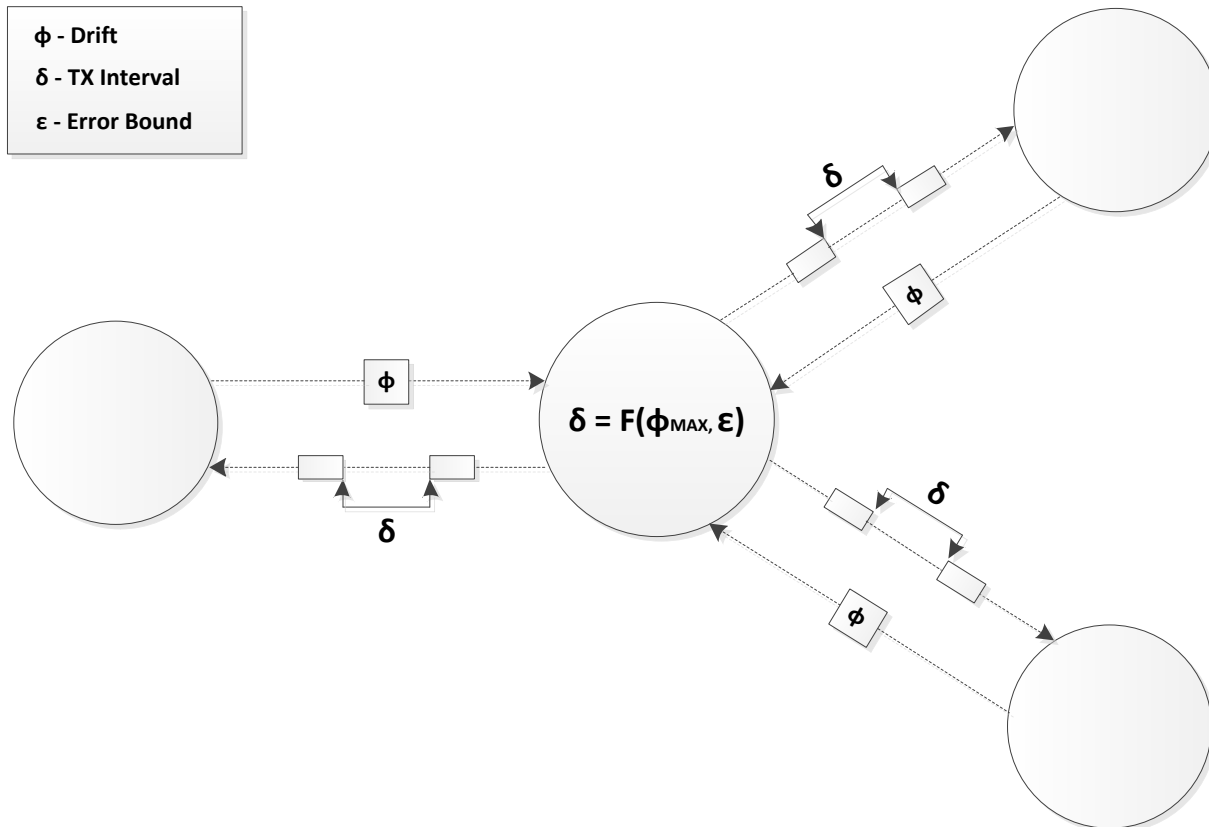 ϕ - Drift
δ - TX Interval
ε - Error Bound
δ
ϕ
ϕ
δ = F(ϕMAX, ε)
δ
δ
ϕ